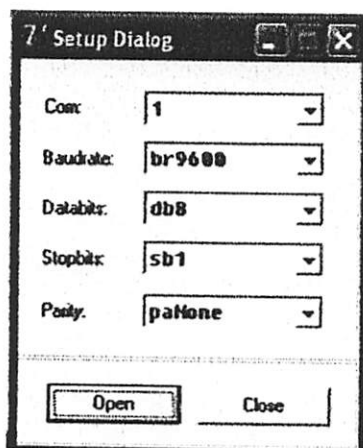 Setup Dialog
Com: 1
Baudrate: br9600
Databits: db8
Stopbits: sb1
Parity: paNone
Open Close